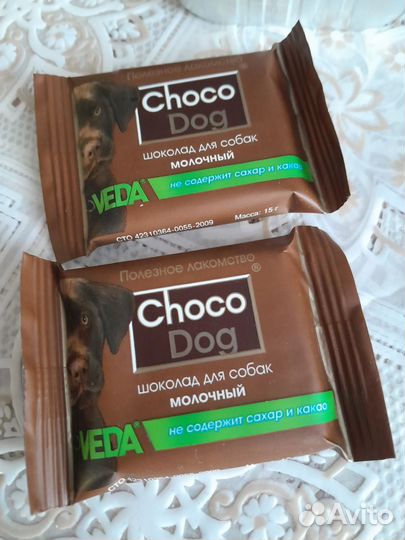 Полезное лакомство
Choco
Dog®
шоколад для собак
молочный
VEDA®
не содержит сахар и какао
СТО 42310364-0055-2009
Масса: 15 г
Полезное лакомство
Choco®
Dog
шоколад для собак
молочный
VEDA®
не содержит сахар и какао
СТО
Avito